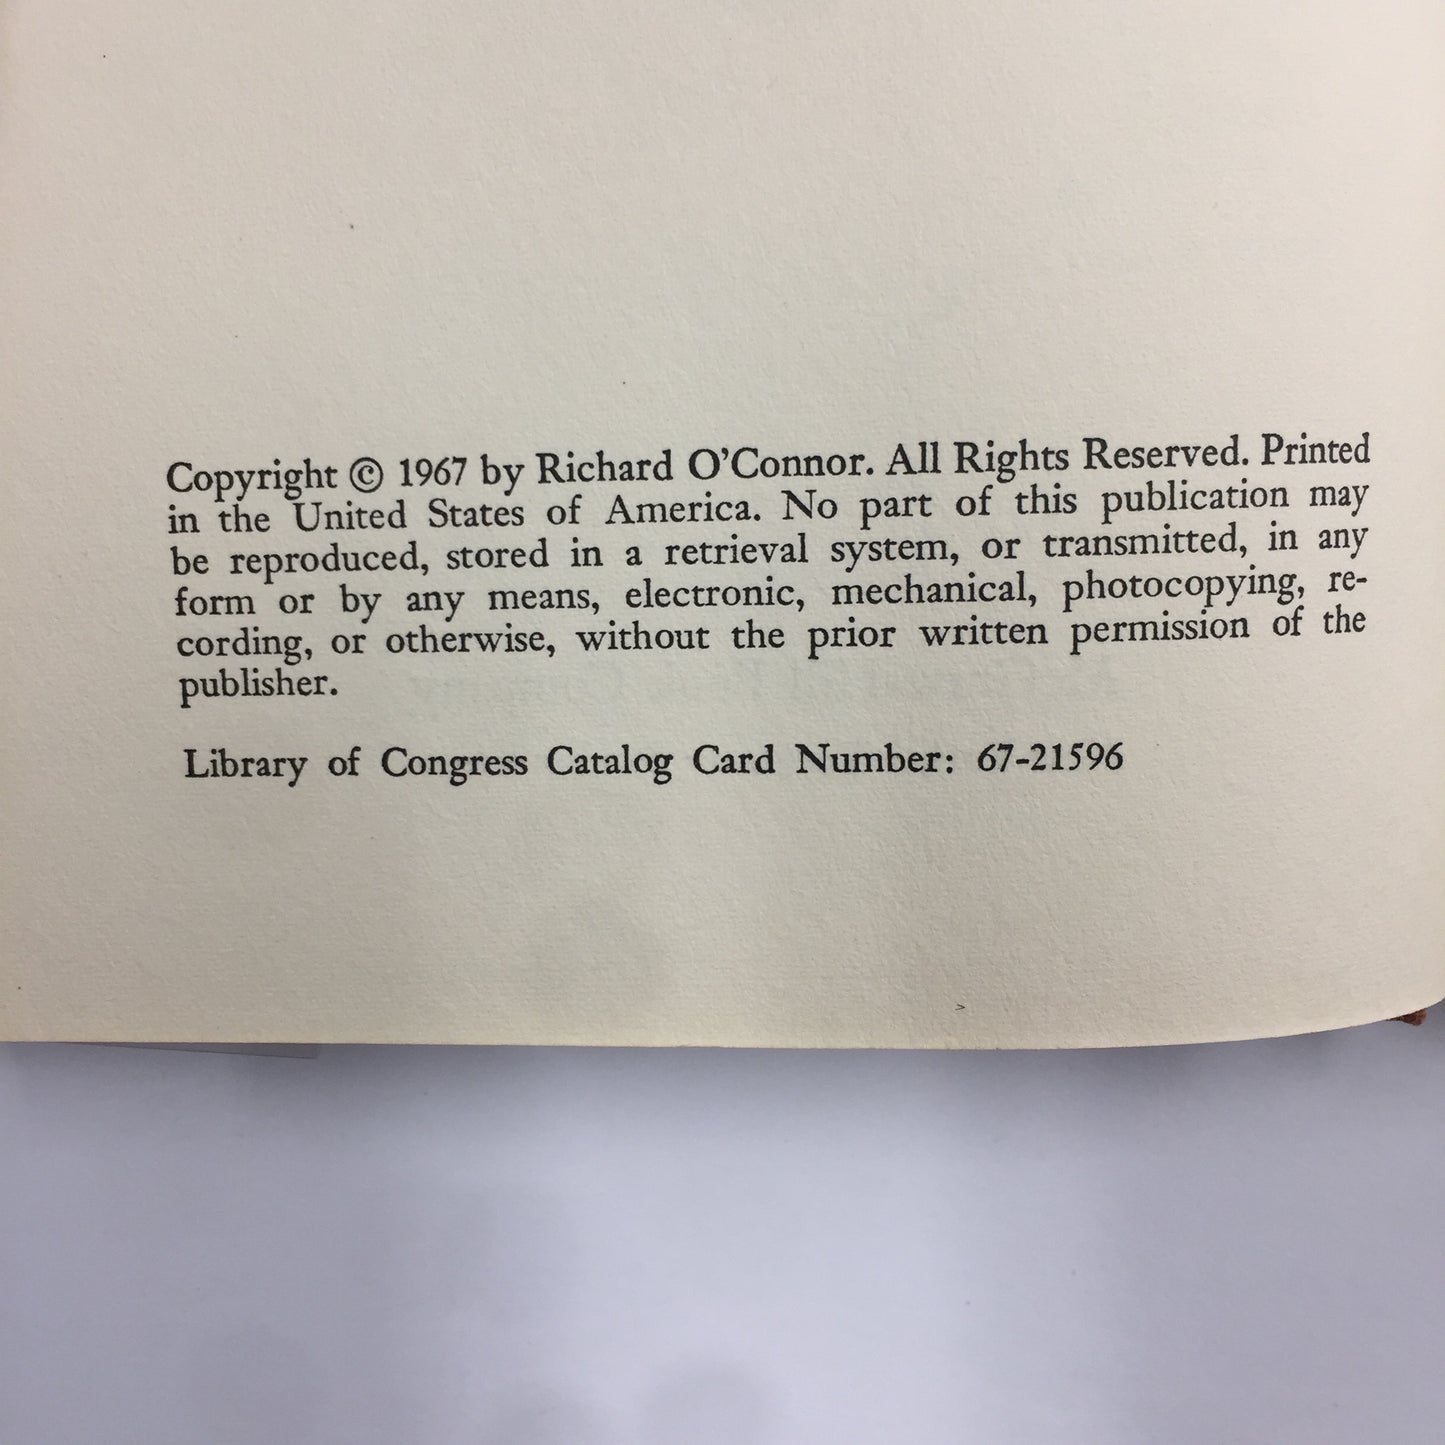 Copyright © 1967 by Richard O'Connor. All Rights Reserved. Printed
in the United States of America. No part of this publication may
be reproduced, stored in a retrieval system, or transmitted, in any
form or by any means, electronic, mechanical, photocopying, re-
cording, or otherwise, without the prior written permission of the
publisher.
Library of Congress Catalog Card Number: 67-21596